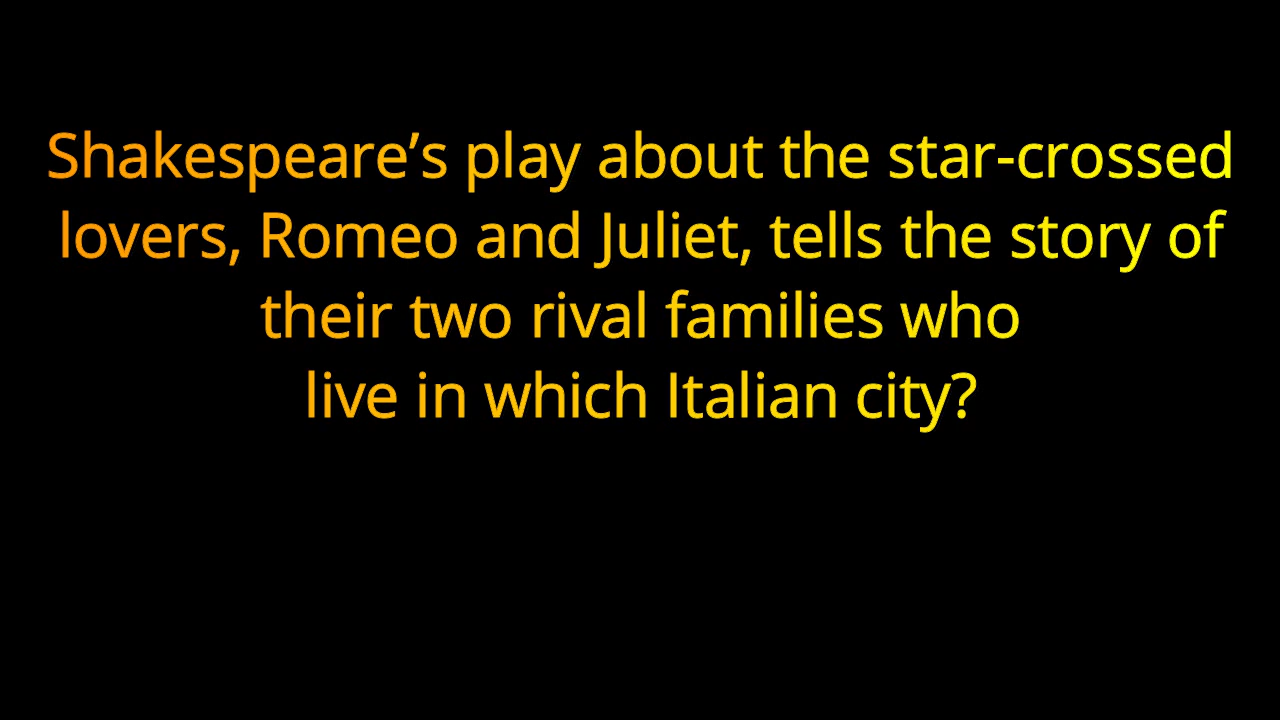 Shakespeare’s play about the star-crossed
lovers, Romeo and Juliet, tells the story of
their two rival families who
live in which Italian city?